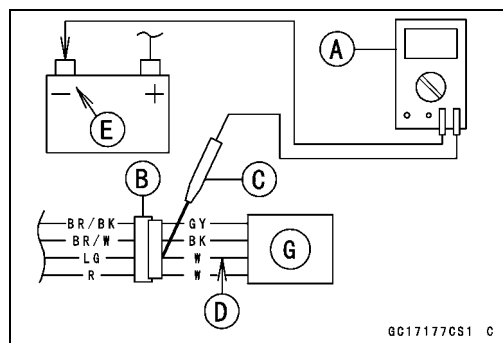 A
− +
E
B
C
BR/BK GY
BR/W BK
LG W
R W
G
D
GC17177CS1 C